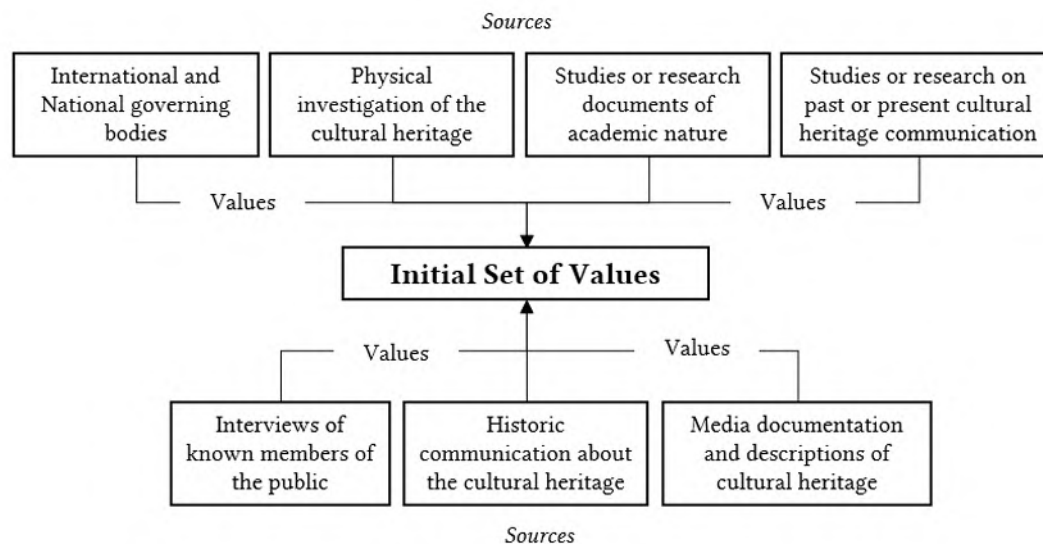 Sources
International and
National governing
bodies
Physical
investigation of the
cultural heritage
Studies or research
documents of
academic nature
Studies or research on
past or present cultural
heritage communication
Values
Values
Initial Set of Values
Values
Values
Interviews of
known members of
the public
Historic
communication about
the cultural heritage
Media documentation
and descriptions of
cultural heritage
Sources